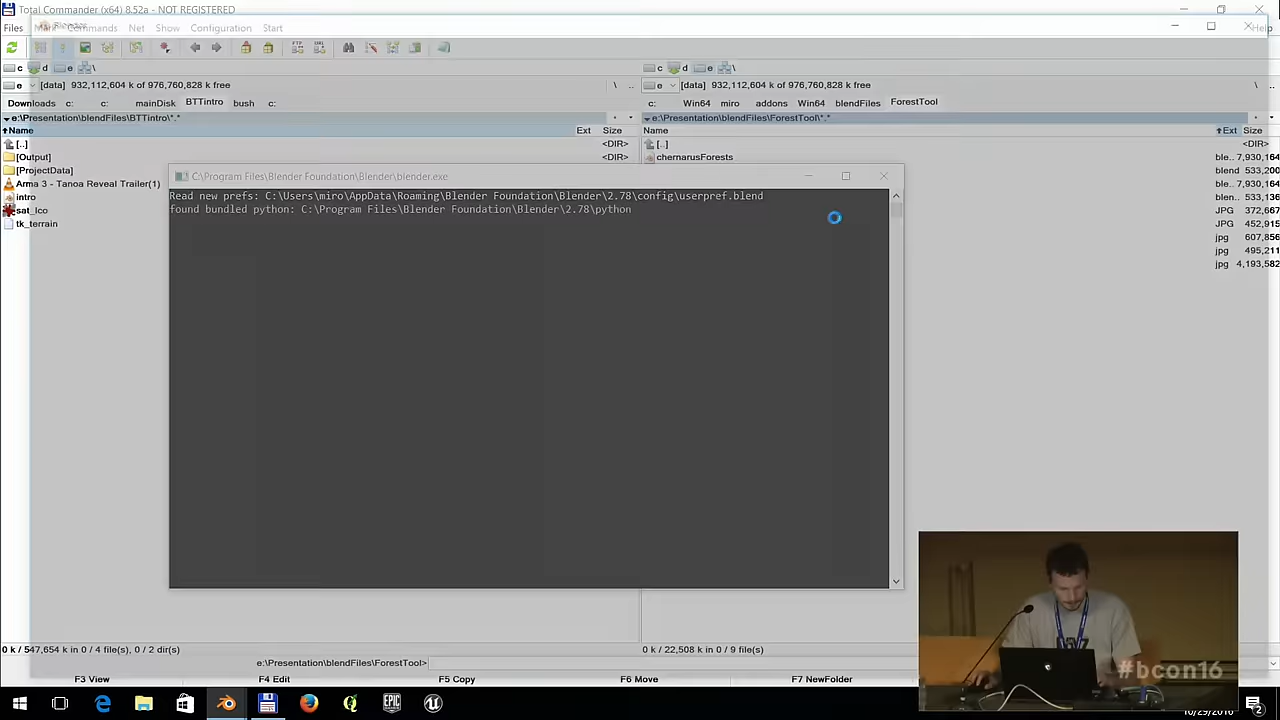 Total Commander (x64) 8.52a - NOT REGISTERED
Files Commands Net Show Configuration Start Help
c d e \ c d e \
e [data] 932,112,604 k of 976,760,828 k free \ .. e [data] 932,112,604 k of 976,760,828 k free \ ..
Downloads c: c: mainDisk BTTintro bush c: c: Win64 miro addons Win64 blendFiles ForestTool
e:\Presentation\blendFiles\BTTintro\*.* e:\Presentation\blendFiles\ForestTool\*.*
Name Ext Size Name Ext Size
[..] <DIR> [..] <DIR>
[Output] <DIR> chernarusForests ble.. 7,930,164
[ProjectData] blend 533,200
Arma 3 - Tanoa Reveal Trailer(1) ble.. 7,930,164
intro ble.. 533,136
sat_lco JPG 372,667
tk_terrain JPG 452,915
jpg 607,856
jpg 495,211
jpg 4,193,582
C:\Program Files\Blender Foundation\Blender\blender.exe
Read new prefs: C:\Users\miro\AppData\Roaming\Blender Foundation\Blender\2.78\config\userpref.blend
found bundled python: C:\Program Files\Blender Foundation\Blender\2.78\python
0 k / 547,654 k in 0 / 4 file(s), 0 / 2 dir(s) 0 k / 22,508 k in 0 / 9 file(s)
e:\Presentation\blendFiles\ForestTool>
F3 View F4 Edit F5 Copy F6 Move F7 NewFolder
EPIC
#bcon16
10/29/2016
2